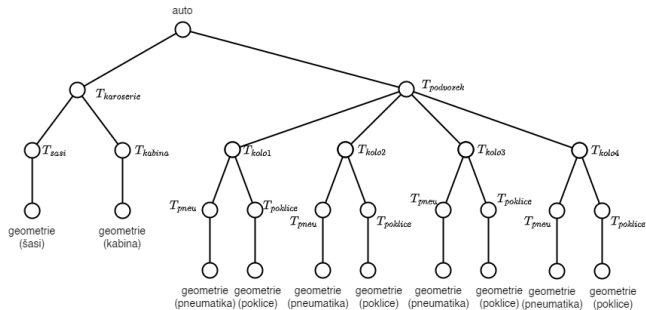 auto
T_karoserie
T_podvozek
T_sasi
T_kabina
T_kolo1
T_kolo2
T_kolo3
T_kolo4
T_pneu
T_poklice
T_pneu
T_poklice
T_pneu
T_poklice
T_pneu
T_poklice
geometrie
(šasi)
geometrie
(kabina)
geometrie
(pneumatika)
geometrie
(poklice)
geometrie
(pneumatika)
geometrie
(poklice)
geometrie
(pneumatika)
geometrie
(poklice)
geometrie
(pneumatika)
geometrie
(poklice)